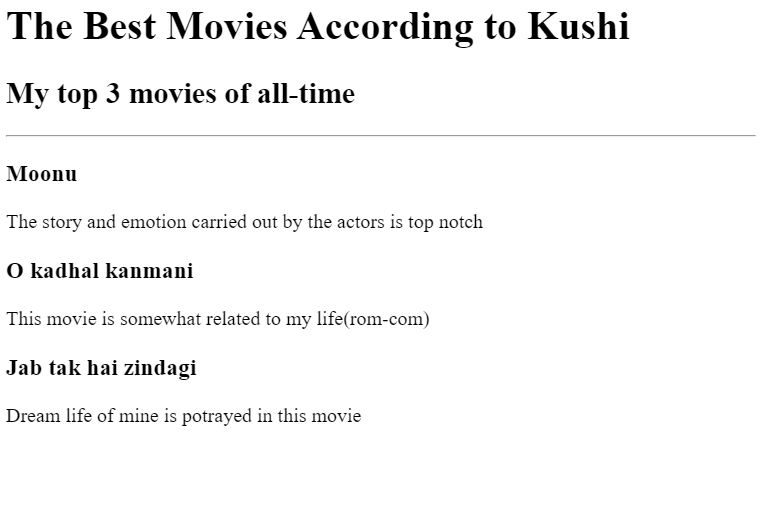 The Best Movies According to Kushi
My top 3 movies of all-time
Moonu
The story and emotion carried out by the actors is top notch
O kadhal kanmani
This movie is somewhat related to my life(rom-com)
Jab tak hai zindagi
Dream life of mine is potrayed in this movie